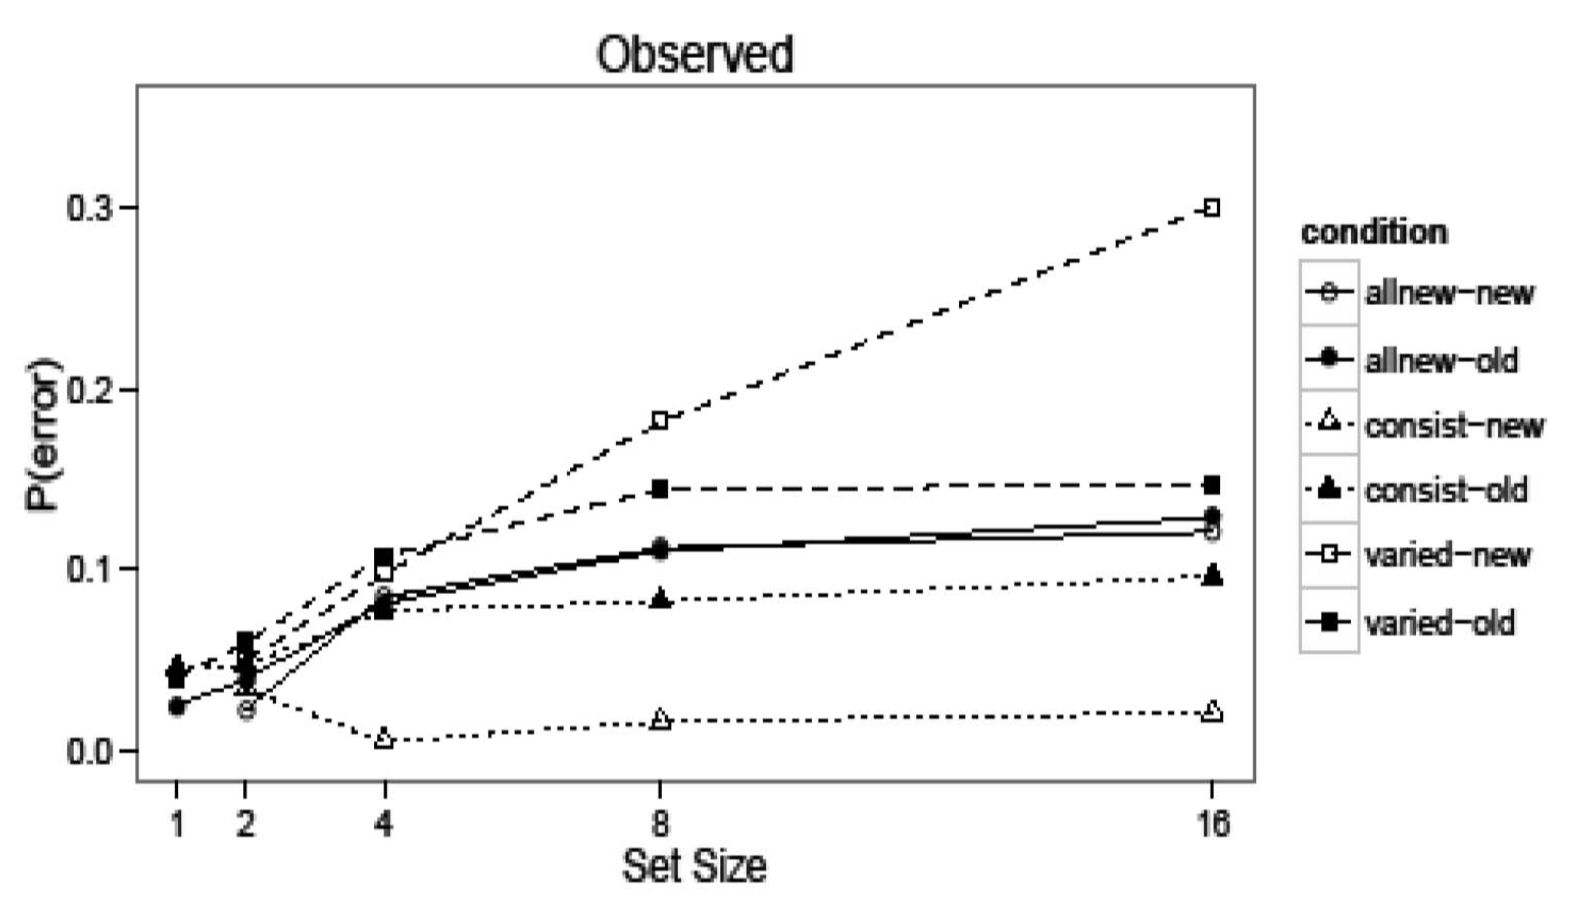 Observed
0.3
0.2
0.1
0.0
P(error)
1 2 4 8 16
Set Size
condition
allnew-new
allnew-old
consist-new
consist-old
varied-new
varied-old